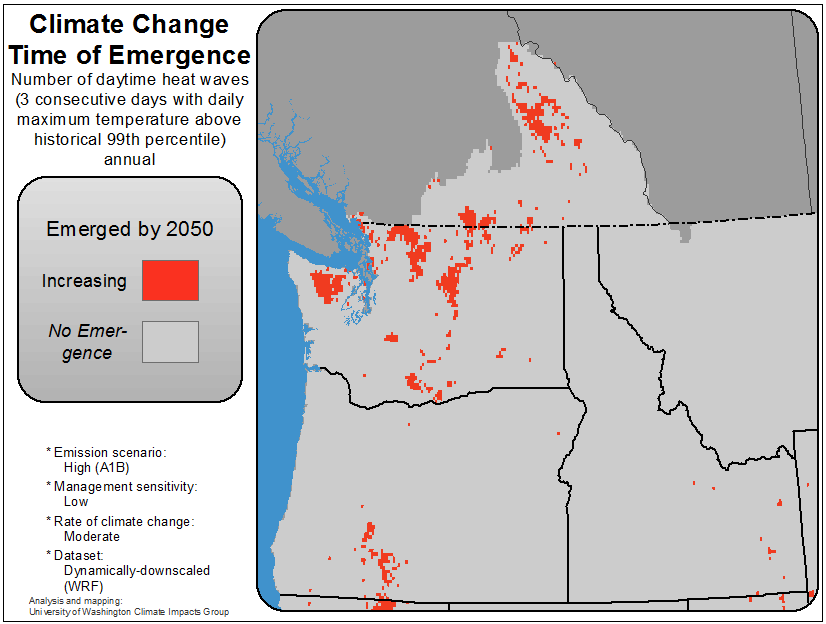 Climate Change
Time of Emergence
Number of daytime heat waves
(3 consecutive days with daily
maximum temperature above
historical 99th percentile)
annual
Emerged by 2050
Increasing
No Emer-
gence
* Emission scenario:
High (A1B)
* Management sensitivity:
Low
* Rate of climate change:
Moderate
* Dataset:
Dynamically-downscaled
(WRF)
Analysis and mapping:
University of Washington Climate Impacts Group